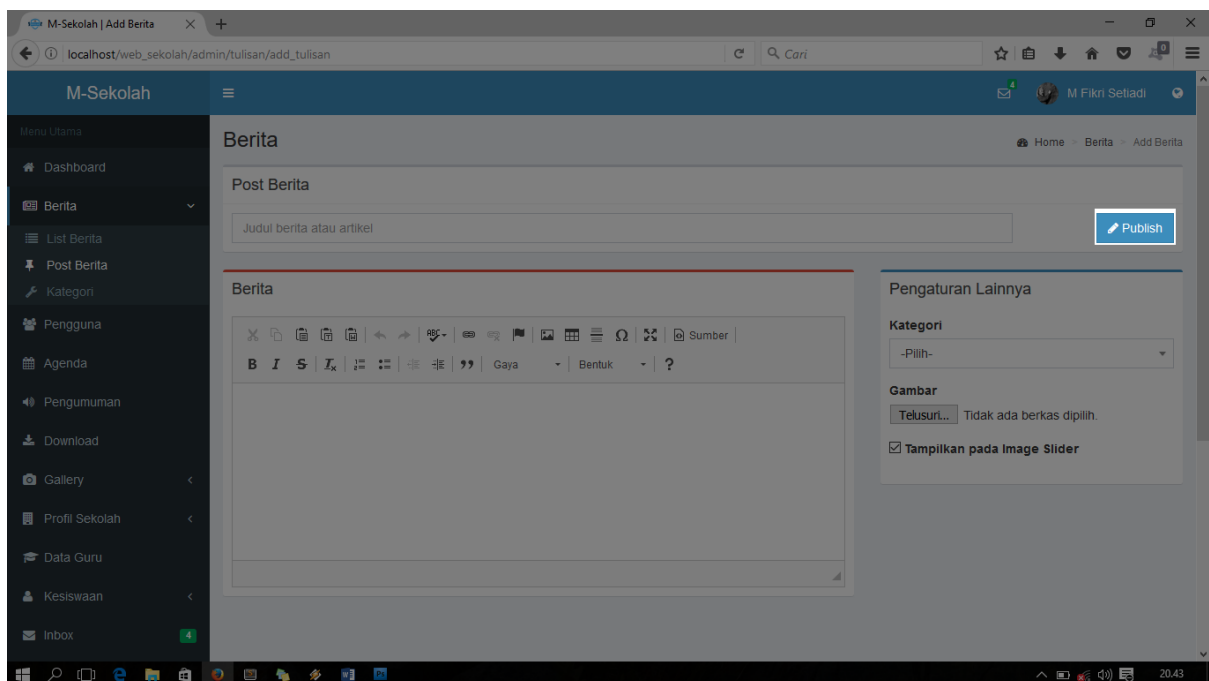 M-Sekolah | Add Berita
localhost/web_sekolah/admin/tulisan/add_tulisan
Cari
M-Sekolah
4
M Fikri Setiadi
Menu Utama
Berita
Home > Berita > Add Berita
Dashboard
Berita
List Berita
Post Berita
Kategori
Pengguna
Agenda
Pengumuman
Download
Gallery
Profil Sekolah
Data Guru
Kesiswaan
Inbox 4
Post Berita
Judul berita atau artikel
Publish
Berita
ABC
Ω
Sumber
B I S Ix
Gaya
Bentuk
?
Pengaturan Lainnya
Kategori
-Pilih-
Gambar
Telusuri... Tidak ada berkas dipilih.
Tampilkan pada Image Slider
20.43